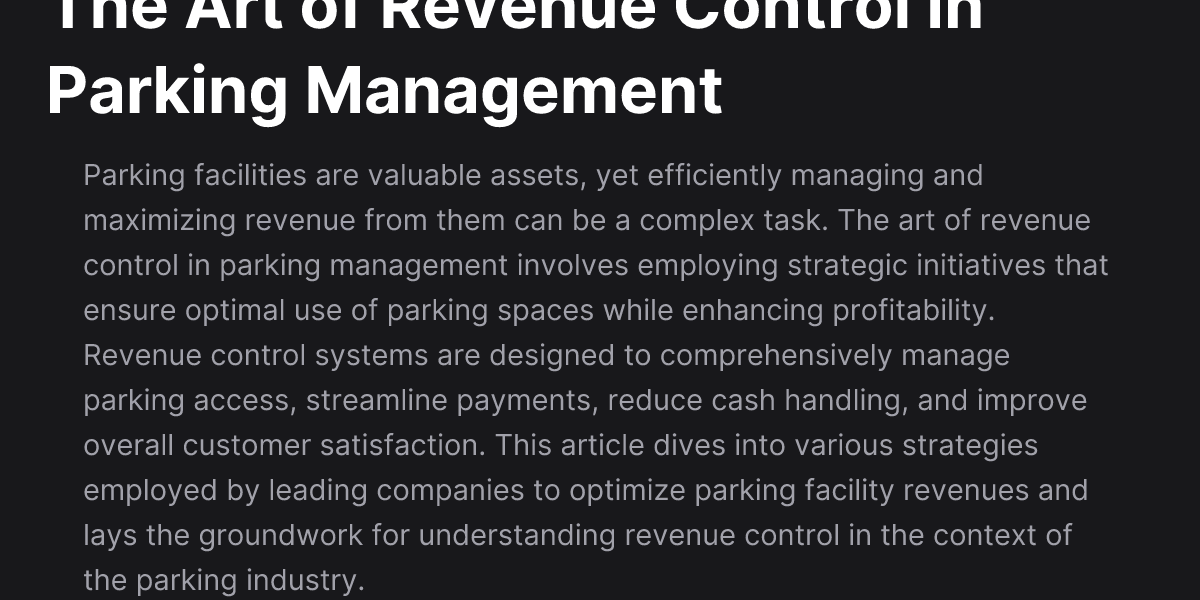 The Art of Revenue Control in
Parking Management
Parking facilities are valuable assets, yet efficiently managing and
maximizing revenue from them can be a complex task. The art of revenue
control in parking management involves employing strategic initiatives that
ensure optimal use of parking spaces while enhancing profitability.
Revenue control systems are designed to comprehensively manage
parking access, streamline payments, reduce cash handling, and improve
overall customer satisfaction. This article dives into various strategies
employed by leading companies to optimize parking facility revenues and
lays the groundwork for understanding revenue control in the context of
the parking industry.